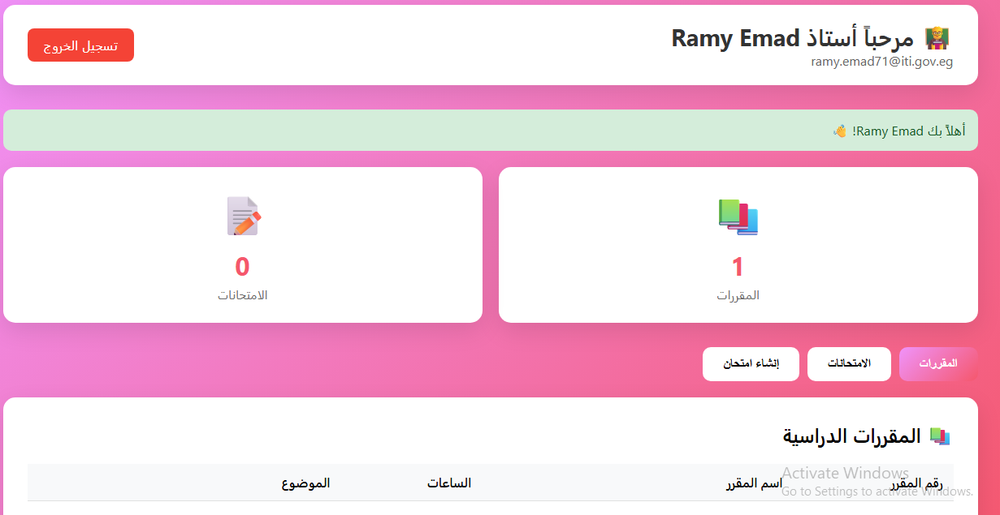 مرحباً أستاذ Ramy Emad
ramy.emad71@iti.gov.eg
تسجيل الخروج
أهلاً بك Ramy Emad!
1
المقررات
0
الامتحانات
المقررات
الامتحانات
إنشاء امتحان
المقررات الدراسية
رقم المقرر
اسم المقرر
الساعات
الموضوع
Activate Windows
Go to Settings to activate Windows.